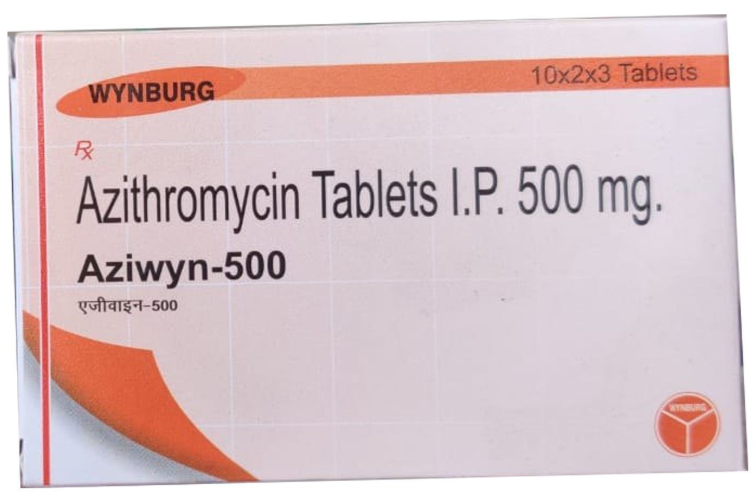 WYNBURG
10x2x3 Tablets
Rx
Azithromycin Tablets I.P. 500 mg.
Aziwyn-500
एजीवाइन-500
WYNBURG